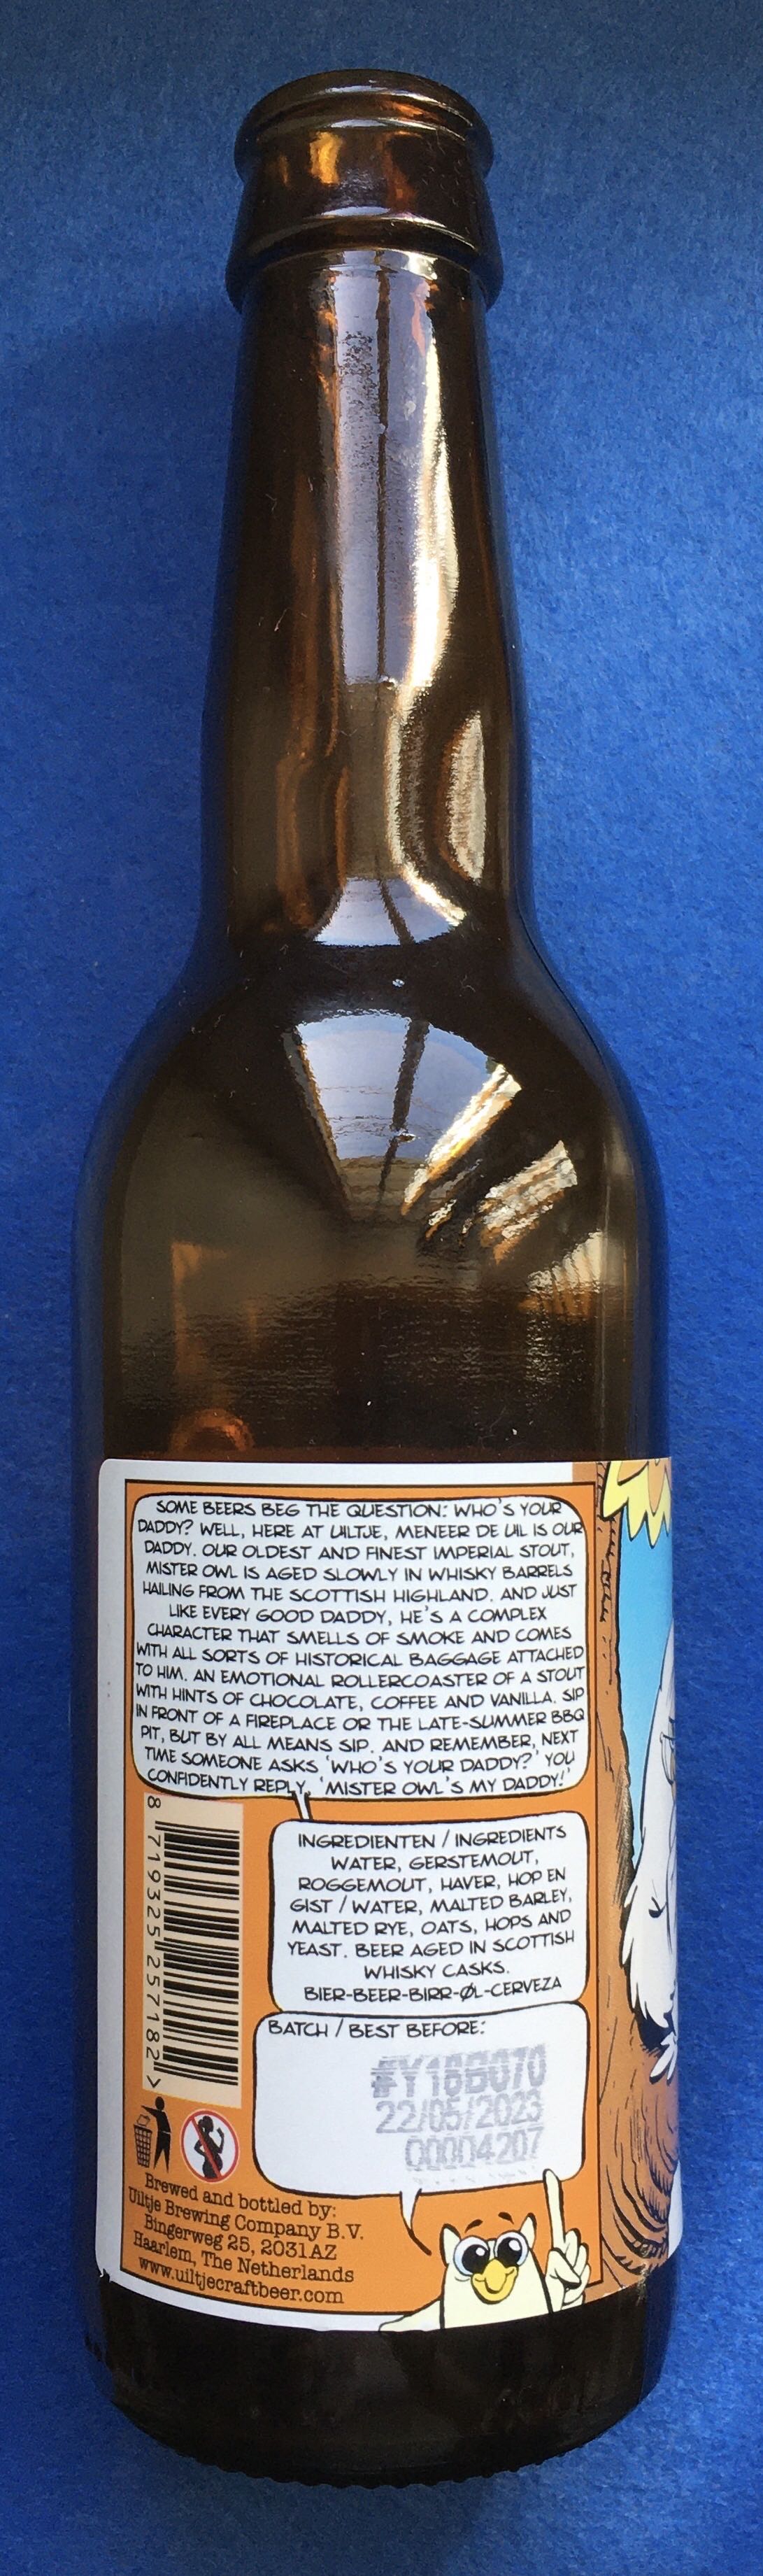 SOME BEERS BEG THE QUESTION: WHO'S YOUR
DADDY? WELL, HERE AT UILTJE, MENEER DE UIL IS OUR
DADDY. OUR OLDEST AND FINEST IMPERIAL STOUT,
MISTER OWL IS AGED SLOWLY IN WHISKY BARRELS
HAILING FROM THE SCOTTISH HIGHLAND. AND JUST
LIKE EVERY GOOD DADDY, HE'S A COMPLEX
CHARACTER THAT SMELLS OF SMOKE AND COMES
WITH ALL SORTS OF HISTORICAL BAGGAGE ATTACHED
TO HIM. AN EMOTIONAL ROLLERCOASTER OF A STOUT
WITH HINTS OF CHOCOLATE, COFFEE AND VANILLA. SIP
IN FRONT OF A FIREPLACE OR THE LATE-SUMMER BBQ
PIT, BUT BY ALL MEANS SIP. AND REMEMBER, NEXT
TIME SOMEONE ASKS 'WHO'S YOUR DADDY?' YOU
CONFIDENTLY REPLY, 'MISTER OWL'S MY DADDY!'
8 719325 257182 >
INGREDIENTEN / INGREDIENTS
WATER, GERSTEMOUT,
ROGGEMOUT, HAVER, HOP EN
GIST / WATER, MALTED BARLEY,
MALTED RYE, OATS, HOPS AND
YEAST. BEER AGED IN SCOTTISH
WHISKY CASKS.
BIER-BEER-BIRR-ØL-CERVEZA
BATCH / BEST BEFORE:
#Y18B070
22/05/2023
00004207
Brewed and bottled by:
Uiltje Brewing Company B.V.
Bingerweg 25, 2031AZ
Haarlem, The Netherlands
www.uiltjecraftbeer.com